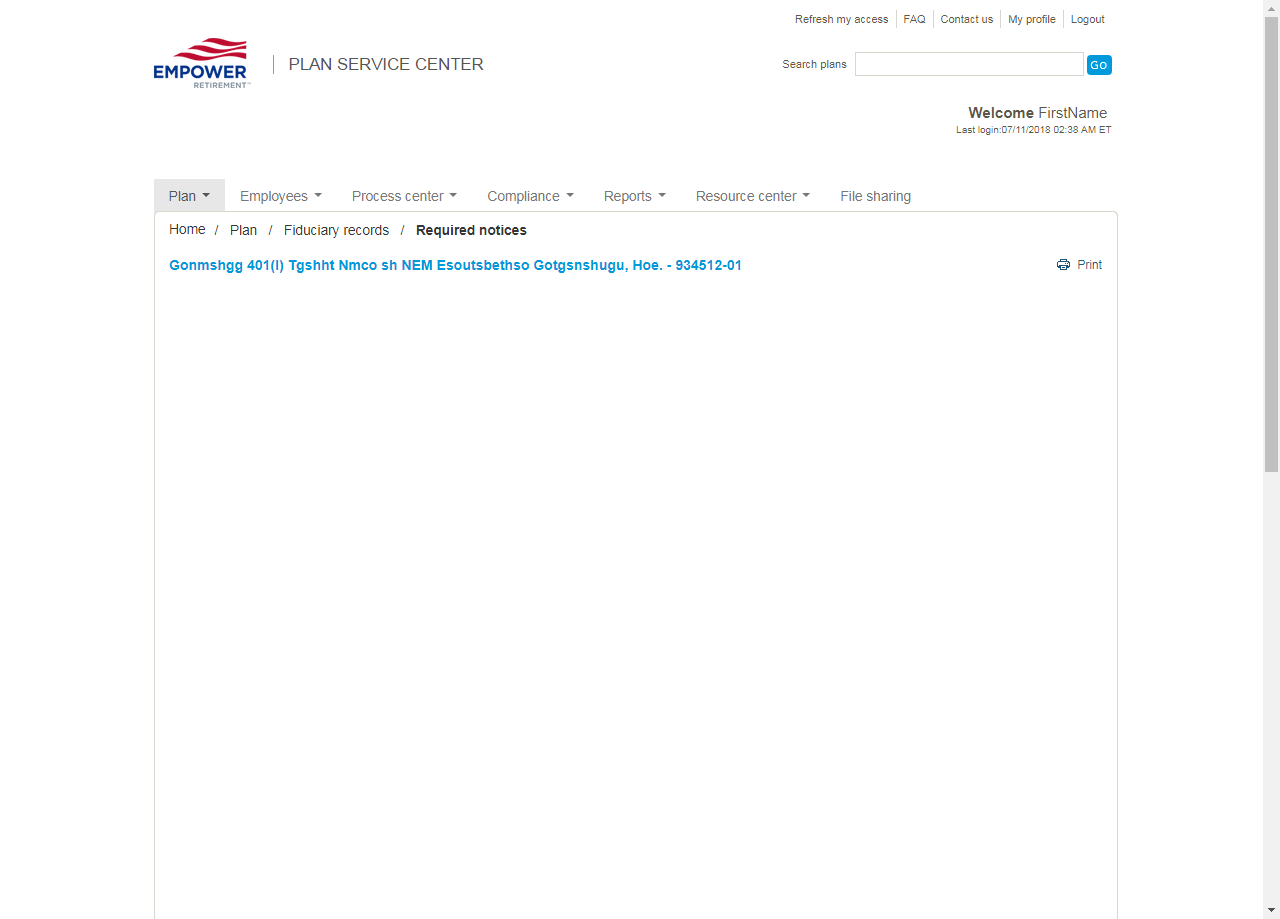 Refresh my access FAQ Contact us My profile Logout
EMPOWER
RETIREMENT™
PLAN SERVICE CENTER
Search plans Go
Welcome FirstName
Last login:07/11/2018 02:38 AM ET
Plan Employees Process center Compliance Reports Resource center File sharing
Home / Plan / Fiduciary records / Required notices
Gonmshgg 401(I) Tgshht Nmco sh NEM Esoutsbethso Gotgsnshugu, Hoe. - 934512-01 Print